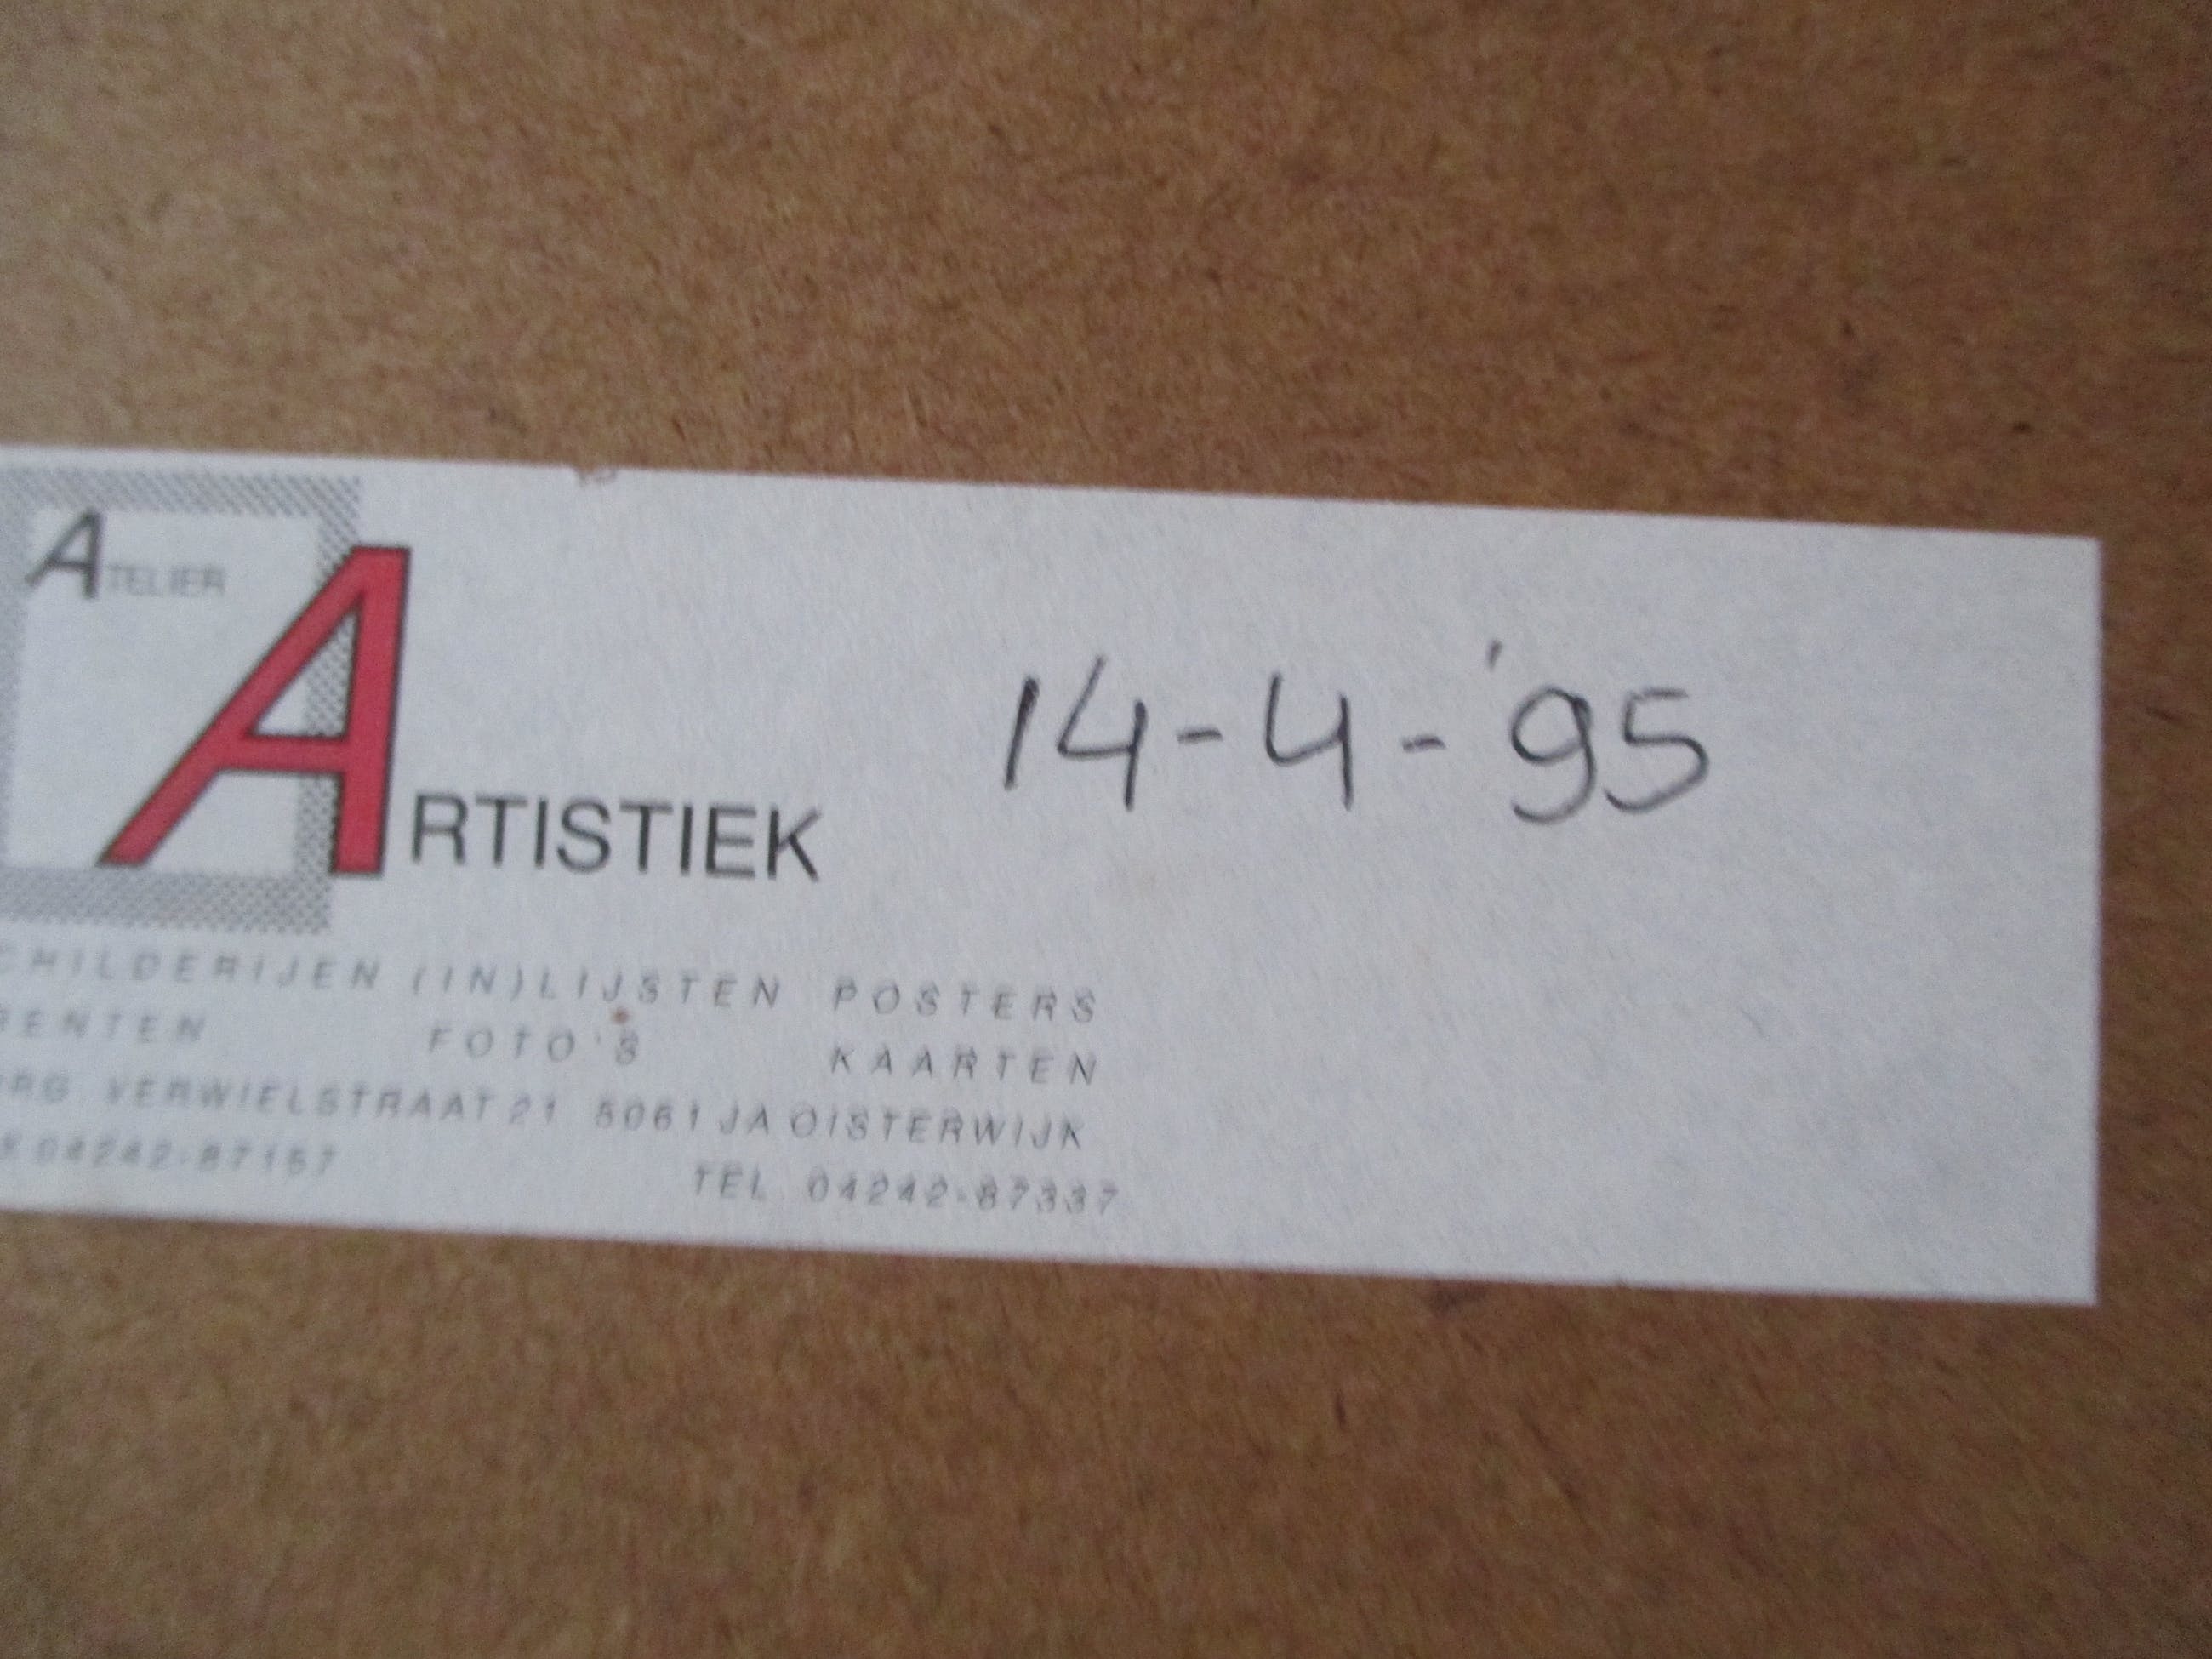 ATELIER
ARTISTIEK
14-4-'95
CHILDERIJEN (IN)LIJSTEN POSTERS
RENTEN FOTO'S KAARTEN
VERWIELSTRAAT 21 5061 JA OISTERWIJK
04242-87157 TEL 04242-87337